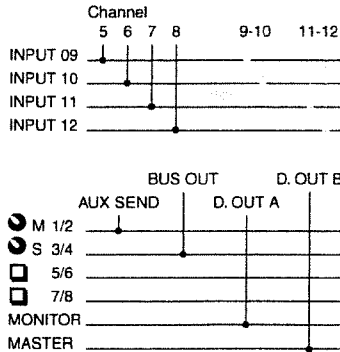 Channel
5 6 7 8 9-10 11-12
INPUT 09
INPUT 10
INPUT 11
INPUT 12
BUS OUT D. OUT B
AUX SEND D. OUT A
M 1/2
S 3/4
5/6
7/8
MONITOR
MASTER